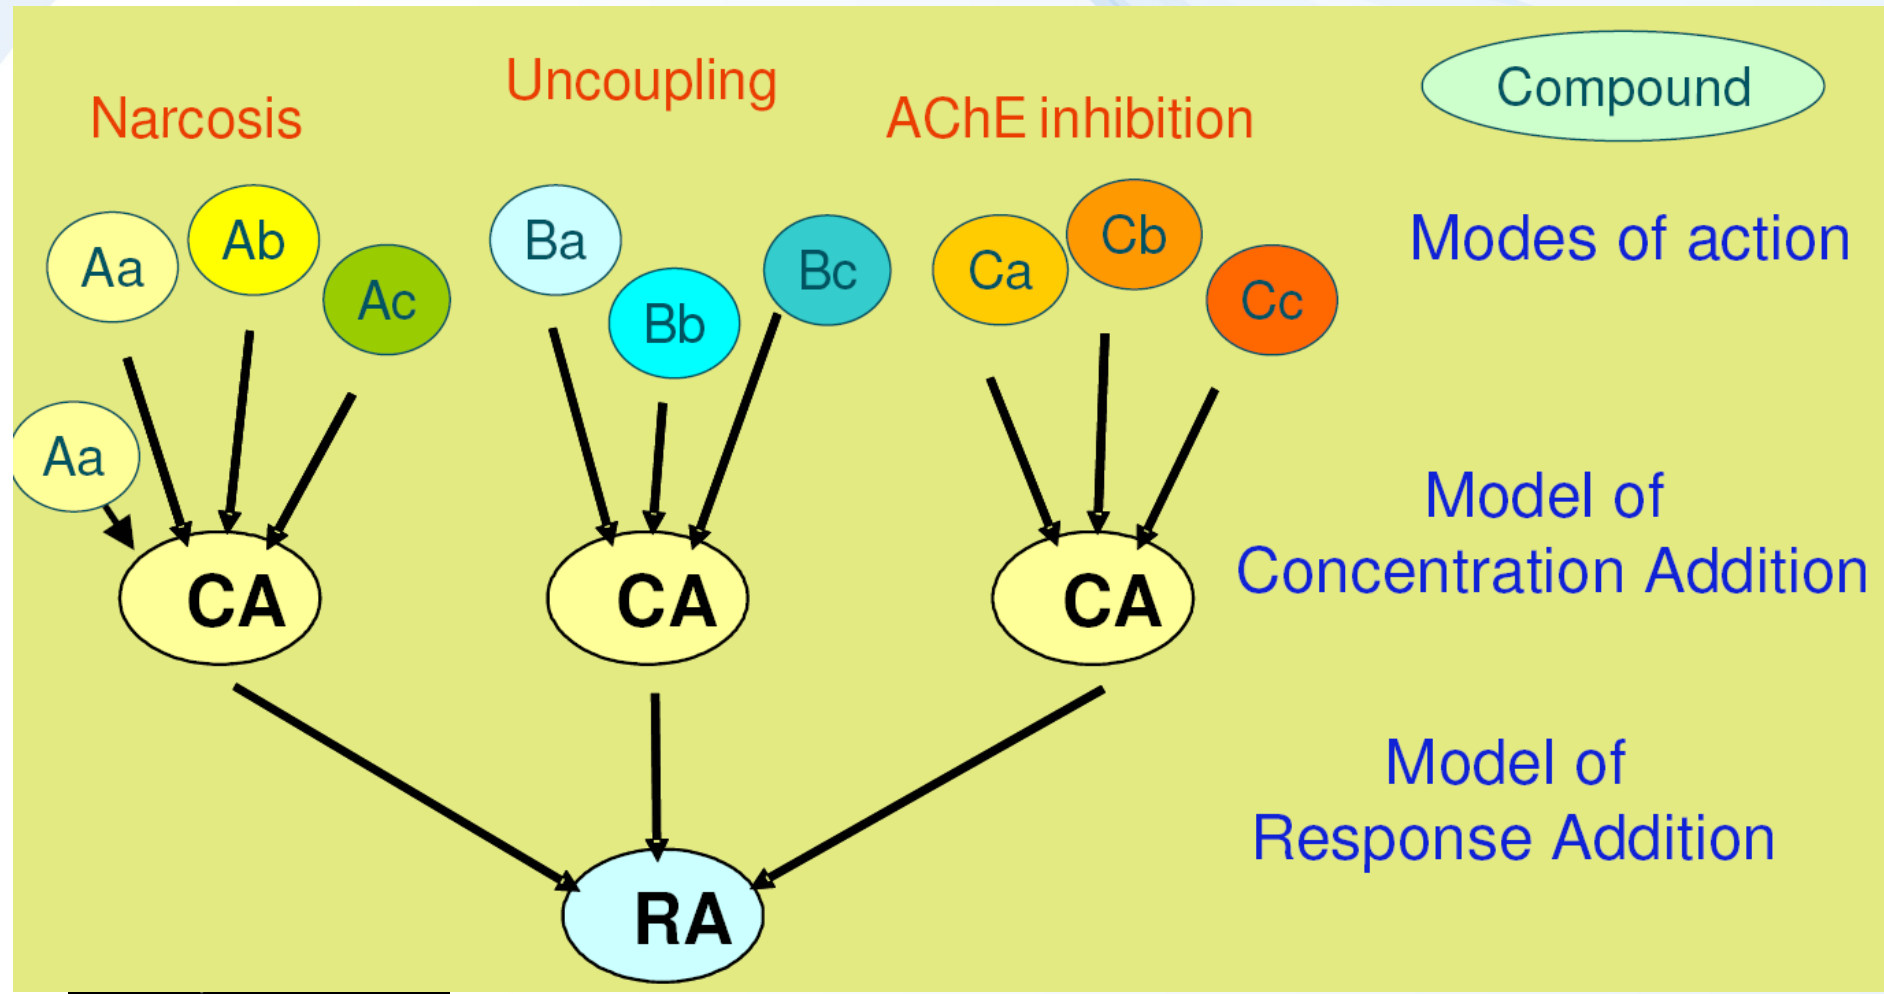 Uncoupling
Narcosis
AChE inhibition
Compound
Aa
Ab
Ac
Ba
Bb
Bc
Ca
Cb
Cc
Modes of action
Aa
Model of
Concentration Addition
CA
CA
CA
Model of
Response Addition
RA